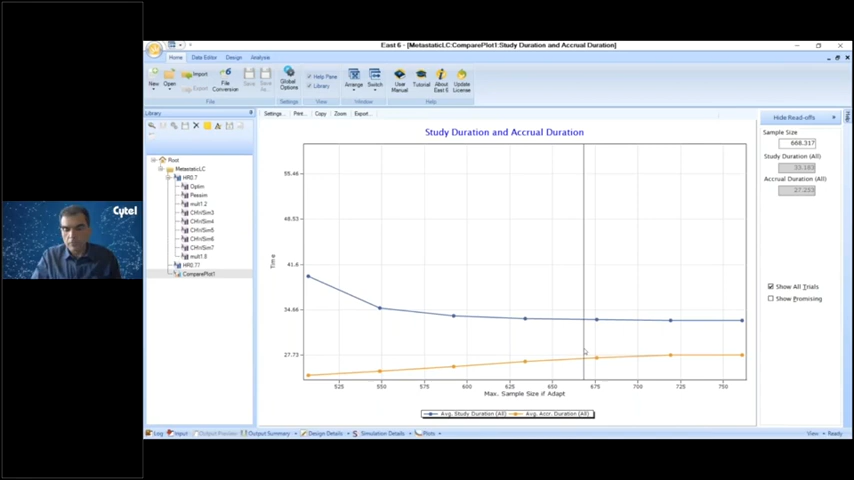 East 6 - [MetastaticLC:ComparePlot1:Study Duration and Accrual Duration]
Home Data Editor Design Analysis
New Open Import Export File Conversion Save Save As
Global Options
Help Pane
Library
Arrange Switch
User Manual Tutorial About East 6 Update License
File Settings View Window Help
Library
Root
MetastaticLC
HR0.7
Optim
Pessim
mult1.2
CHWSim3
CHWSim4
CHWSim5
CHWSim6
CHWSim7
mult1.8
HR0.77
ComparePlot1
Settings... Print... Copy Zoom Export...
Study Duration and Accrual Duration
Time
55.46
48.53
41.6
34.66
27.73
525 550 575 600 625 650 675 700 725 750
Max. Sample Size if Adapt
Avg. Study Duration (All) Avg. Accr. Duration (All)
Hide Read-offs
Sample Size
668.317
Study Duration (All)
33.183
Accrual Duration (All)
27.253
Show All Trials
Show Promising
Help
Log Input Output Preview Output Summary Design Details Simulation Details Plots
View Ready
Cytel